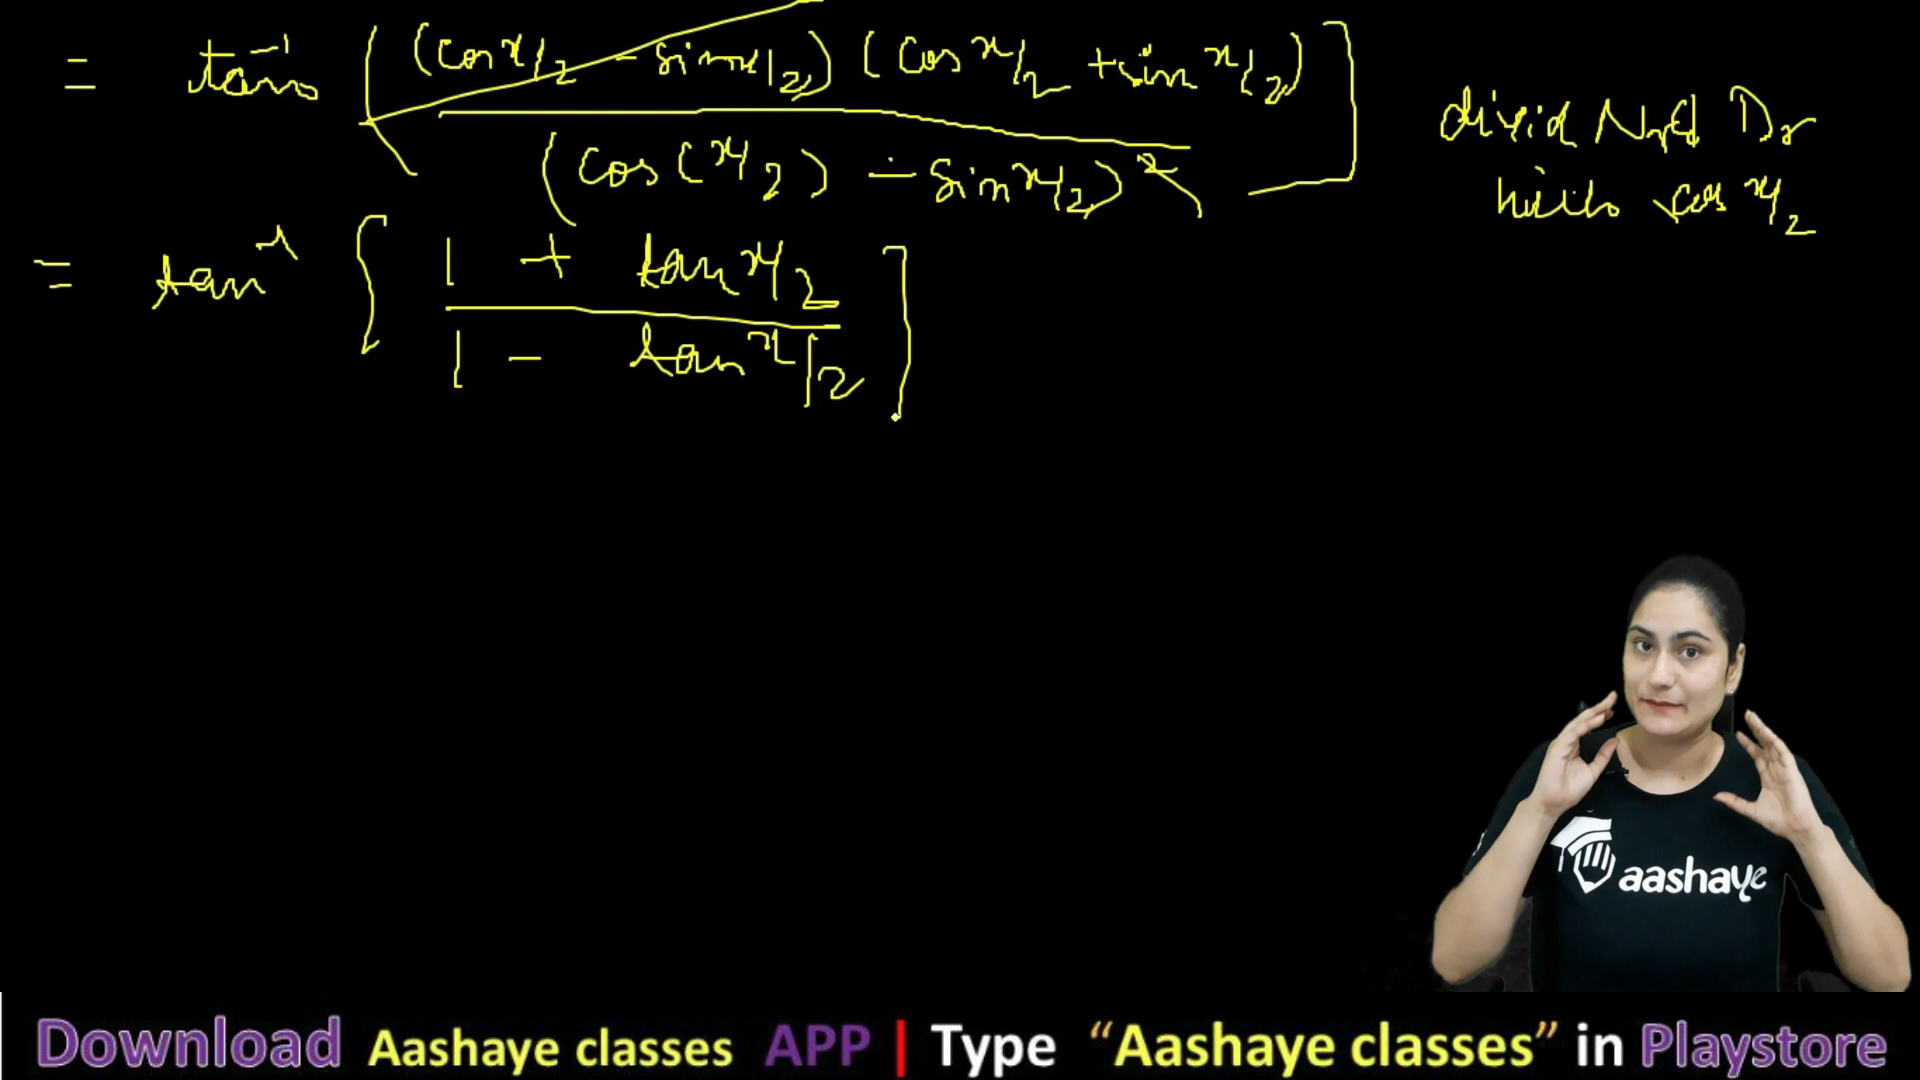 = tan⁻¹ [ (cos x/2 - sin x/2) (cos x/2 + sin x/2) / (cos(x/2) - sin x/2)² ]
divid Nr & Dr
with cos x/2
= tan⁻¹ [ 1 + tan x/2 / 1 - tan x/2 ]
aashaye
Download Aashaye classes APP | Type “Aashaye classes” in Playstore